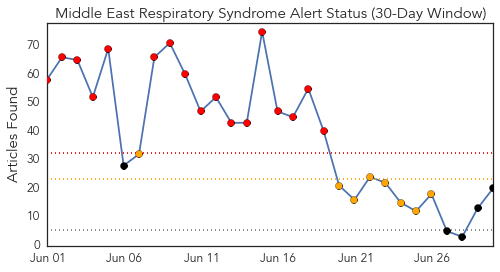 Middle East Respiratory Syndrome Alert Status (30-Day Window)
Articles Found
70
60
50
40
30
20
10
0
Jun 01 Jun 06 Jun 11 Jun 16 Jun 21 Jun 26